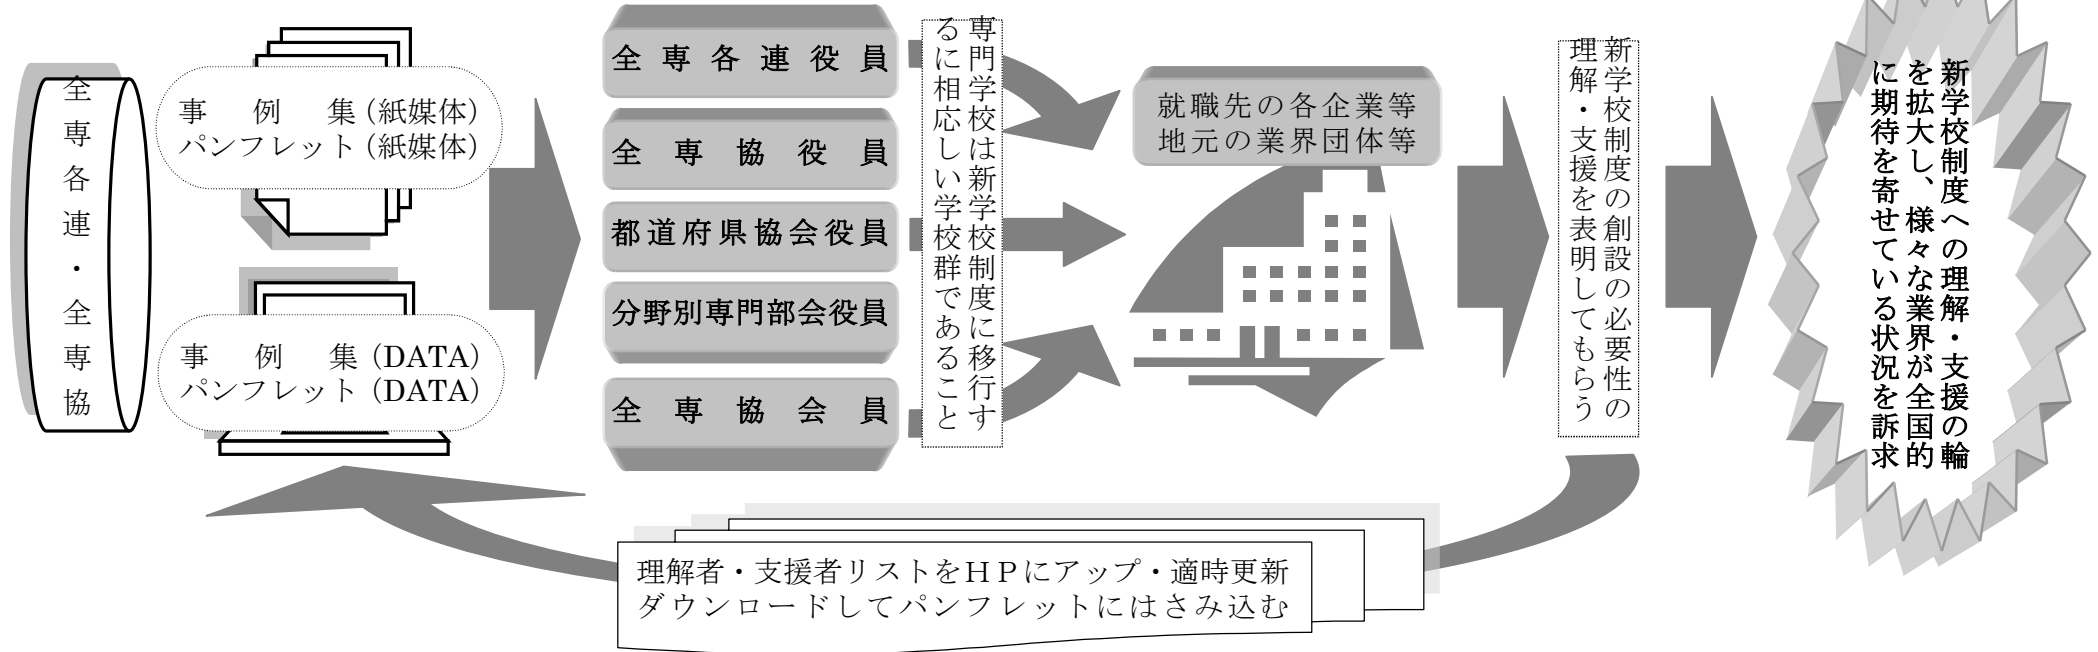 全専各連・全専協
事例集(紙媒体)
パンフレット(紙媒体)
事例集(DATA)
パンフレット(DATA)
全専各連役員
全専協役員
都道府県協会役員
分野別専門部会役員
全専協会員
専門学校は新学校制度に移行す
るに相応しい学校群であること
就職先の各企業等
地元の業界団体等
新学校制度の創設の必要性の
理解・支援を表明してもらう
新学校制度への理解・支援の輪
を拡大し、様々な業界が全国的
に期待を寄せている状況を訴求
理解者・支援者リストをHPにアップ・適時更新
ダウンロードしてパンフレットにはさみ込む